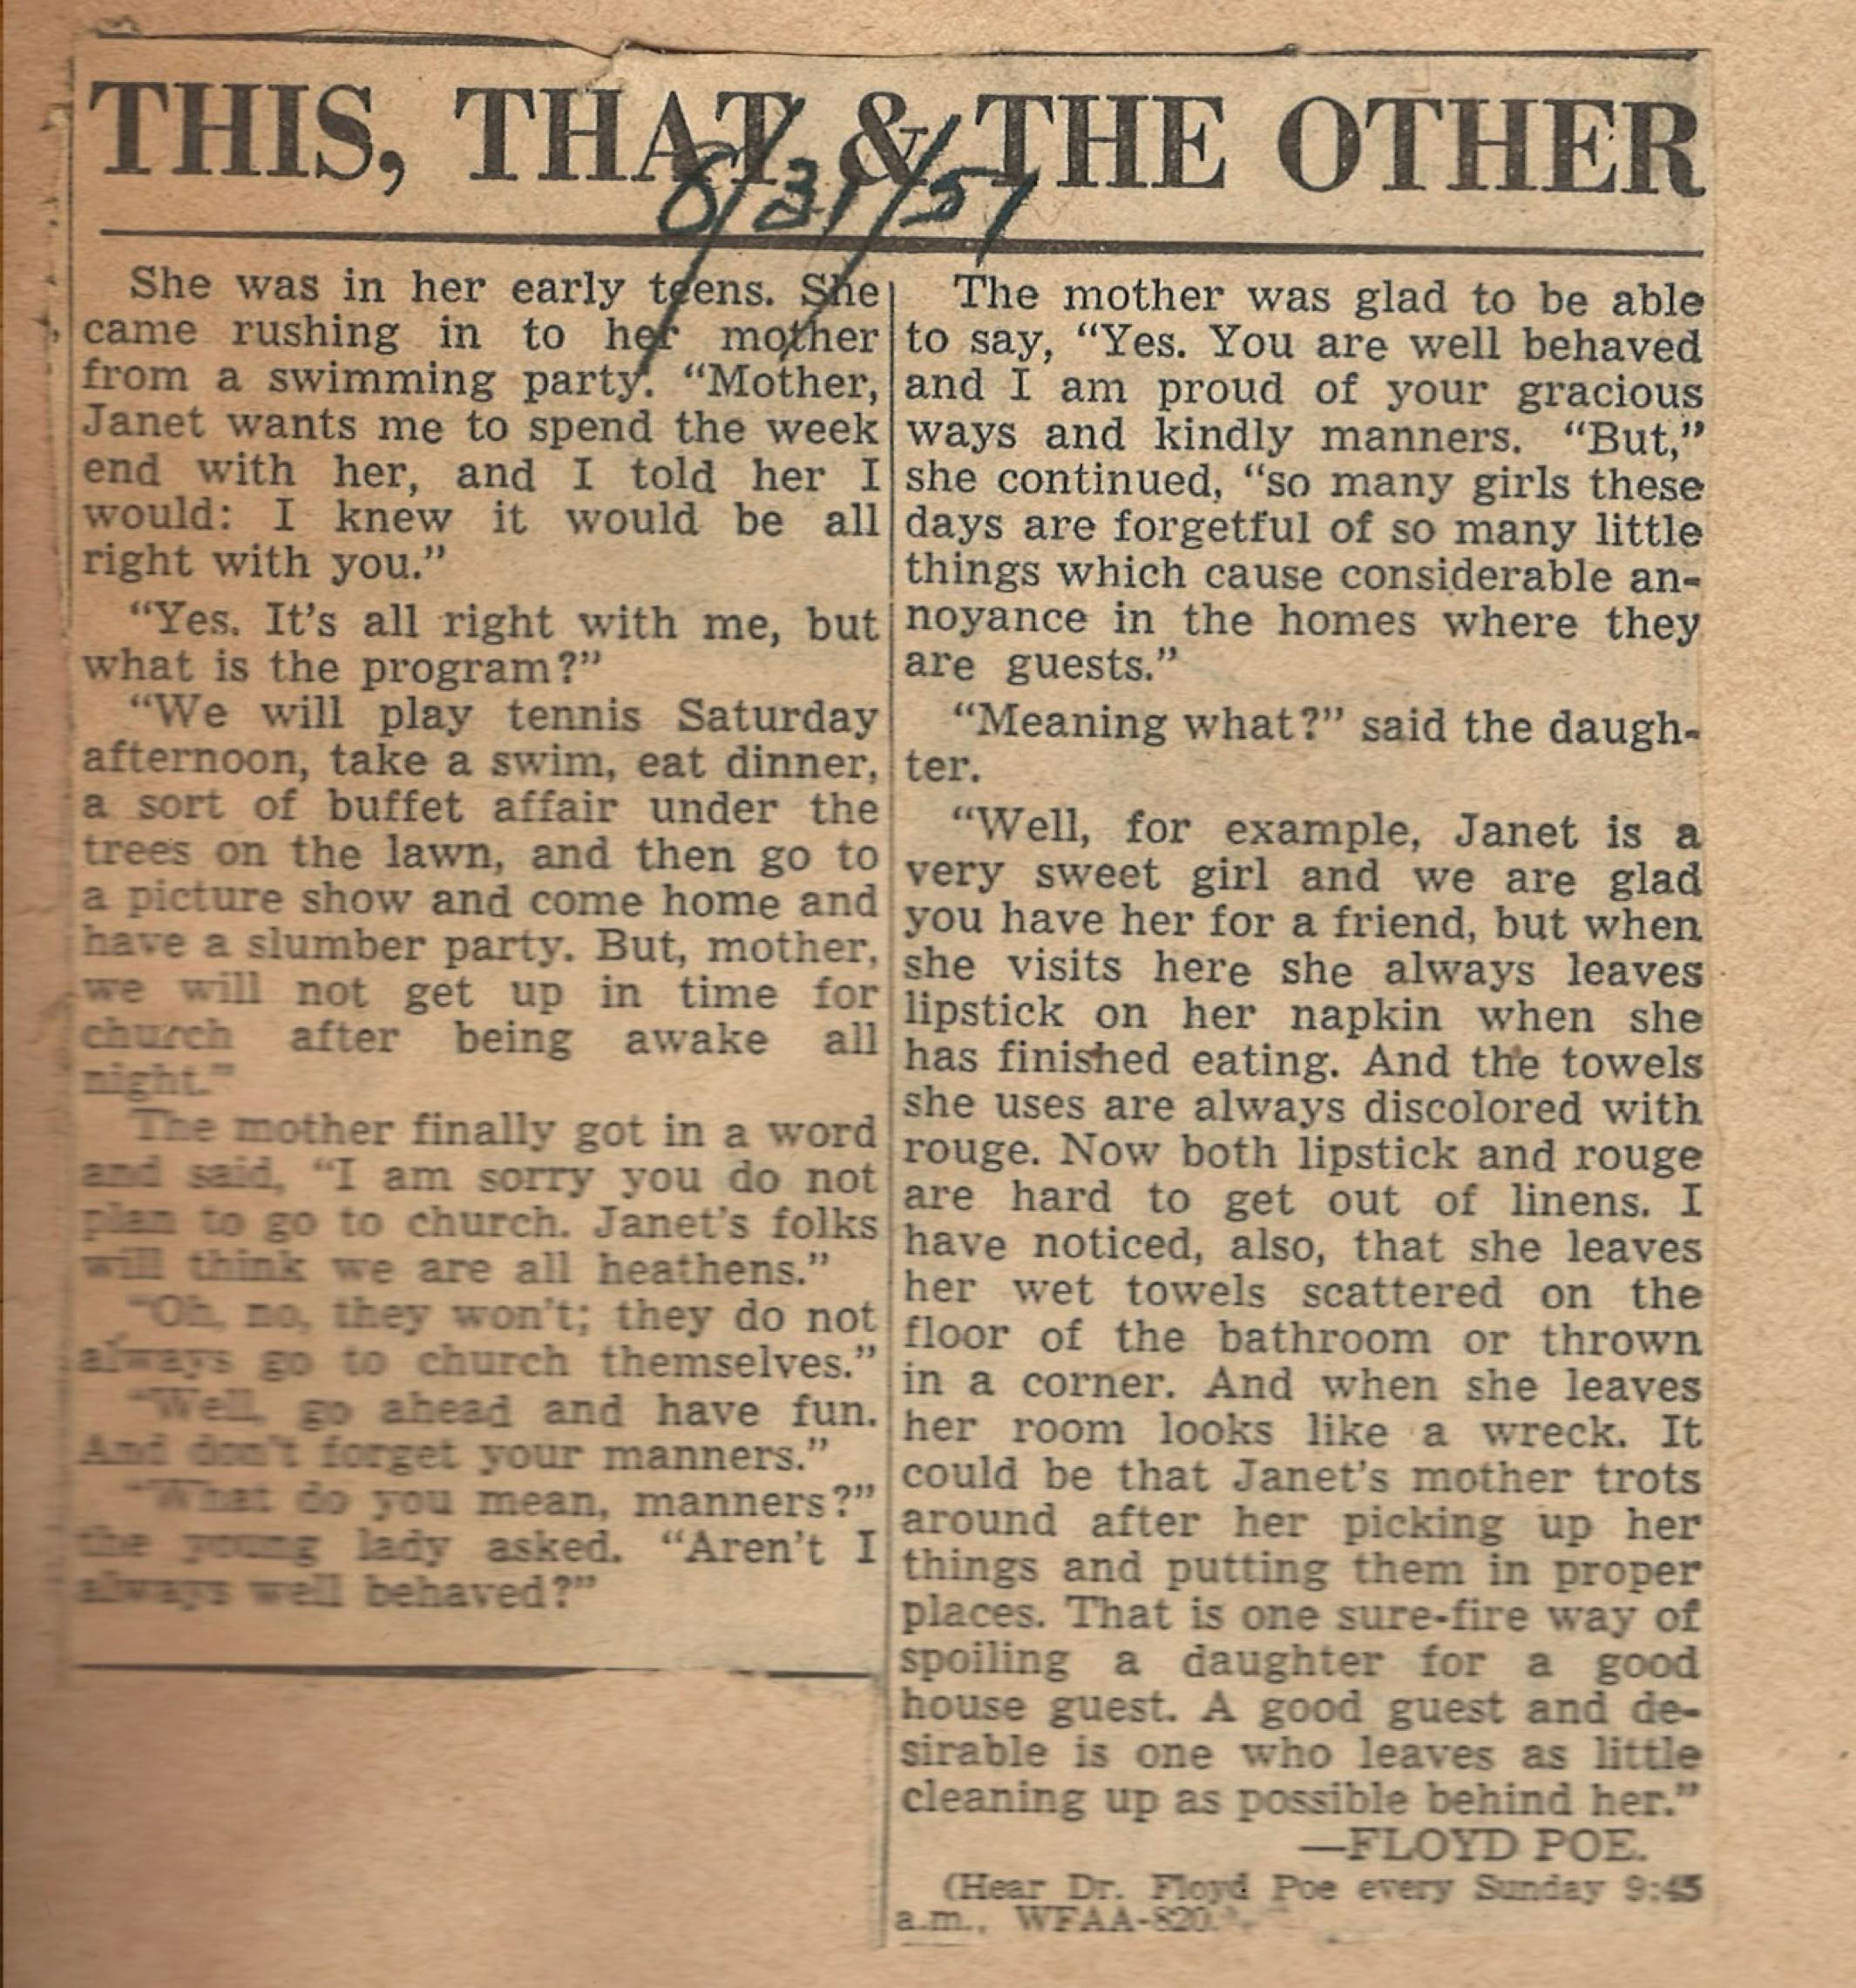 THIS, THAT & THE OTHER
8/31/51
She was in her early teens. She
came rushing in to her mother
from a swimming party. “Mother,
Janet wants me to spend the week
end with her, and I told her I
would: I knew it would be all
right with you.”
“Yes. It’s all right with me, but
what is the program?”
“We will play tennis Saturday
afternoon, take a swim, eat dinner,
a sort of buffet affair under the
trees on the lawn, and then go to
a picture show and come home and
have a slumber party. But, mother,
we will not get up in time for
church after being awake all
night.”
The mother finally got in a word
and said, “I am sorry you do not
plan to go to church. Janet’s folks
will think we are all heathens.”
“Oh, no, they won’t; they do not
always go to church themselves.”
“Well, go ahead and have fun.
And don’t forget your manners.”
“What do you mean, manners?”
the young lady asked. “Aren’t I
always well behaved?”
The mother was glad to be able
to say, “Yes. You are well behaved
and I am proud of your gracious
ways and kindly manners. “But,”
she continued, “so many girls these
days are forgetful of so many little
things which cause considerable an-
noyance in the homes where they
are guests.”
“Meaning what?” said the daugh-
ter.
“Well, for example, Janet is a
very sweet girl and we are glad
you have her for a friend, but when
she visits here she always leaves
lipstick on her napkin when she
has finished eating. And the towels
she uses are always discolored with
rouge. Now both lipstick and rouge
are hard to get out of linens. I
have noticed, also, that she leaves
her wet towels scattered on the
floor of the bathroom or thrown
in a corner. And when she leaves
her room looks like a wreck. It
could be that Janet’s mother trots
around after her picking up her
things and putting them in proper
places. That is one sure-fire way of
spoiling a daughter for a good
house guest. A good guest and de-
sirable is one who leaves as little
cleaning up as possible behind her.”
—FLOYD POE.
(Hear Dr. Floyd Poe every Sunday 9:45
a.m., WFAA-820.)